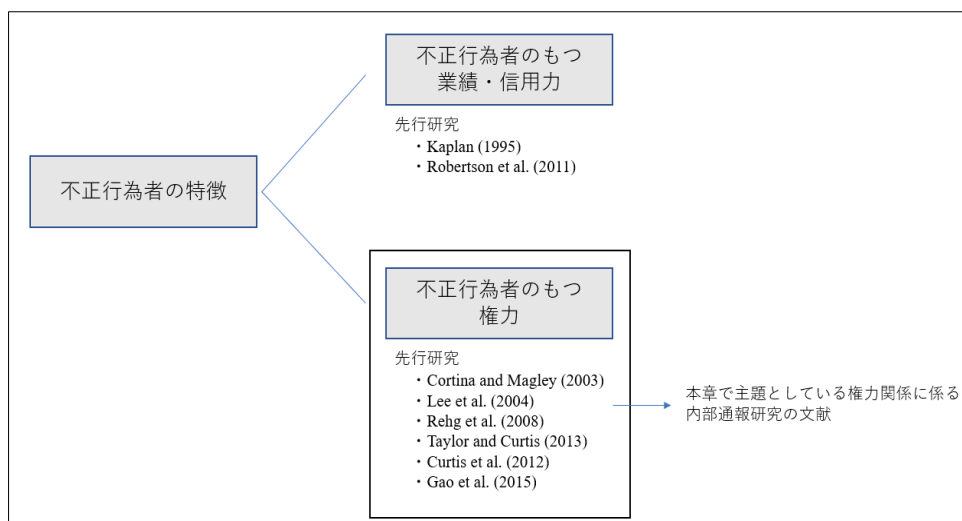 不正行為者の特徴
不正行為者のもつ
業績・信用力
先行研究
・Kaplan (1995)
・Robertson et al. (2011)
不正行為者のもつ
権力
先行研究
・Cortina and Magley (2003)
・Lee et al. (2004)
・Rehg et al. (2008)
・Taylor and Curtis (2013)
・Curtis et al. (2012)
・Gao et al. (2015)
本章で主題としている権力関係に係る
内部通報研究の文献